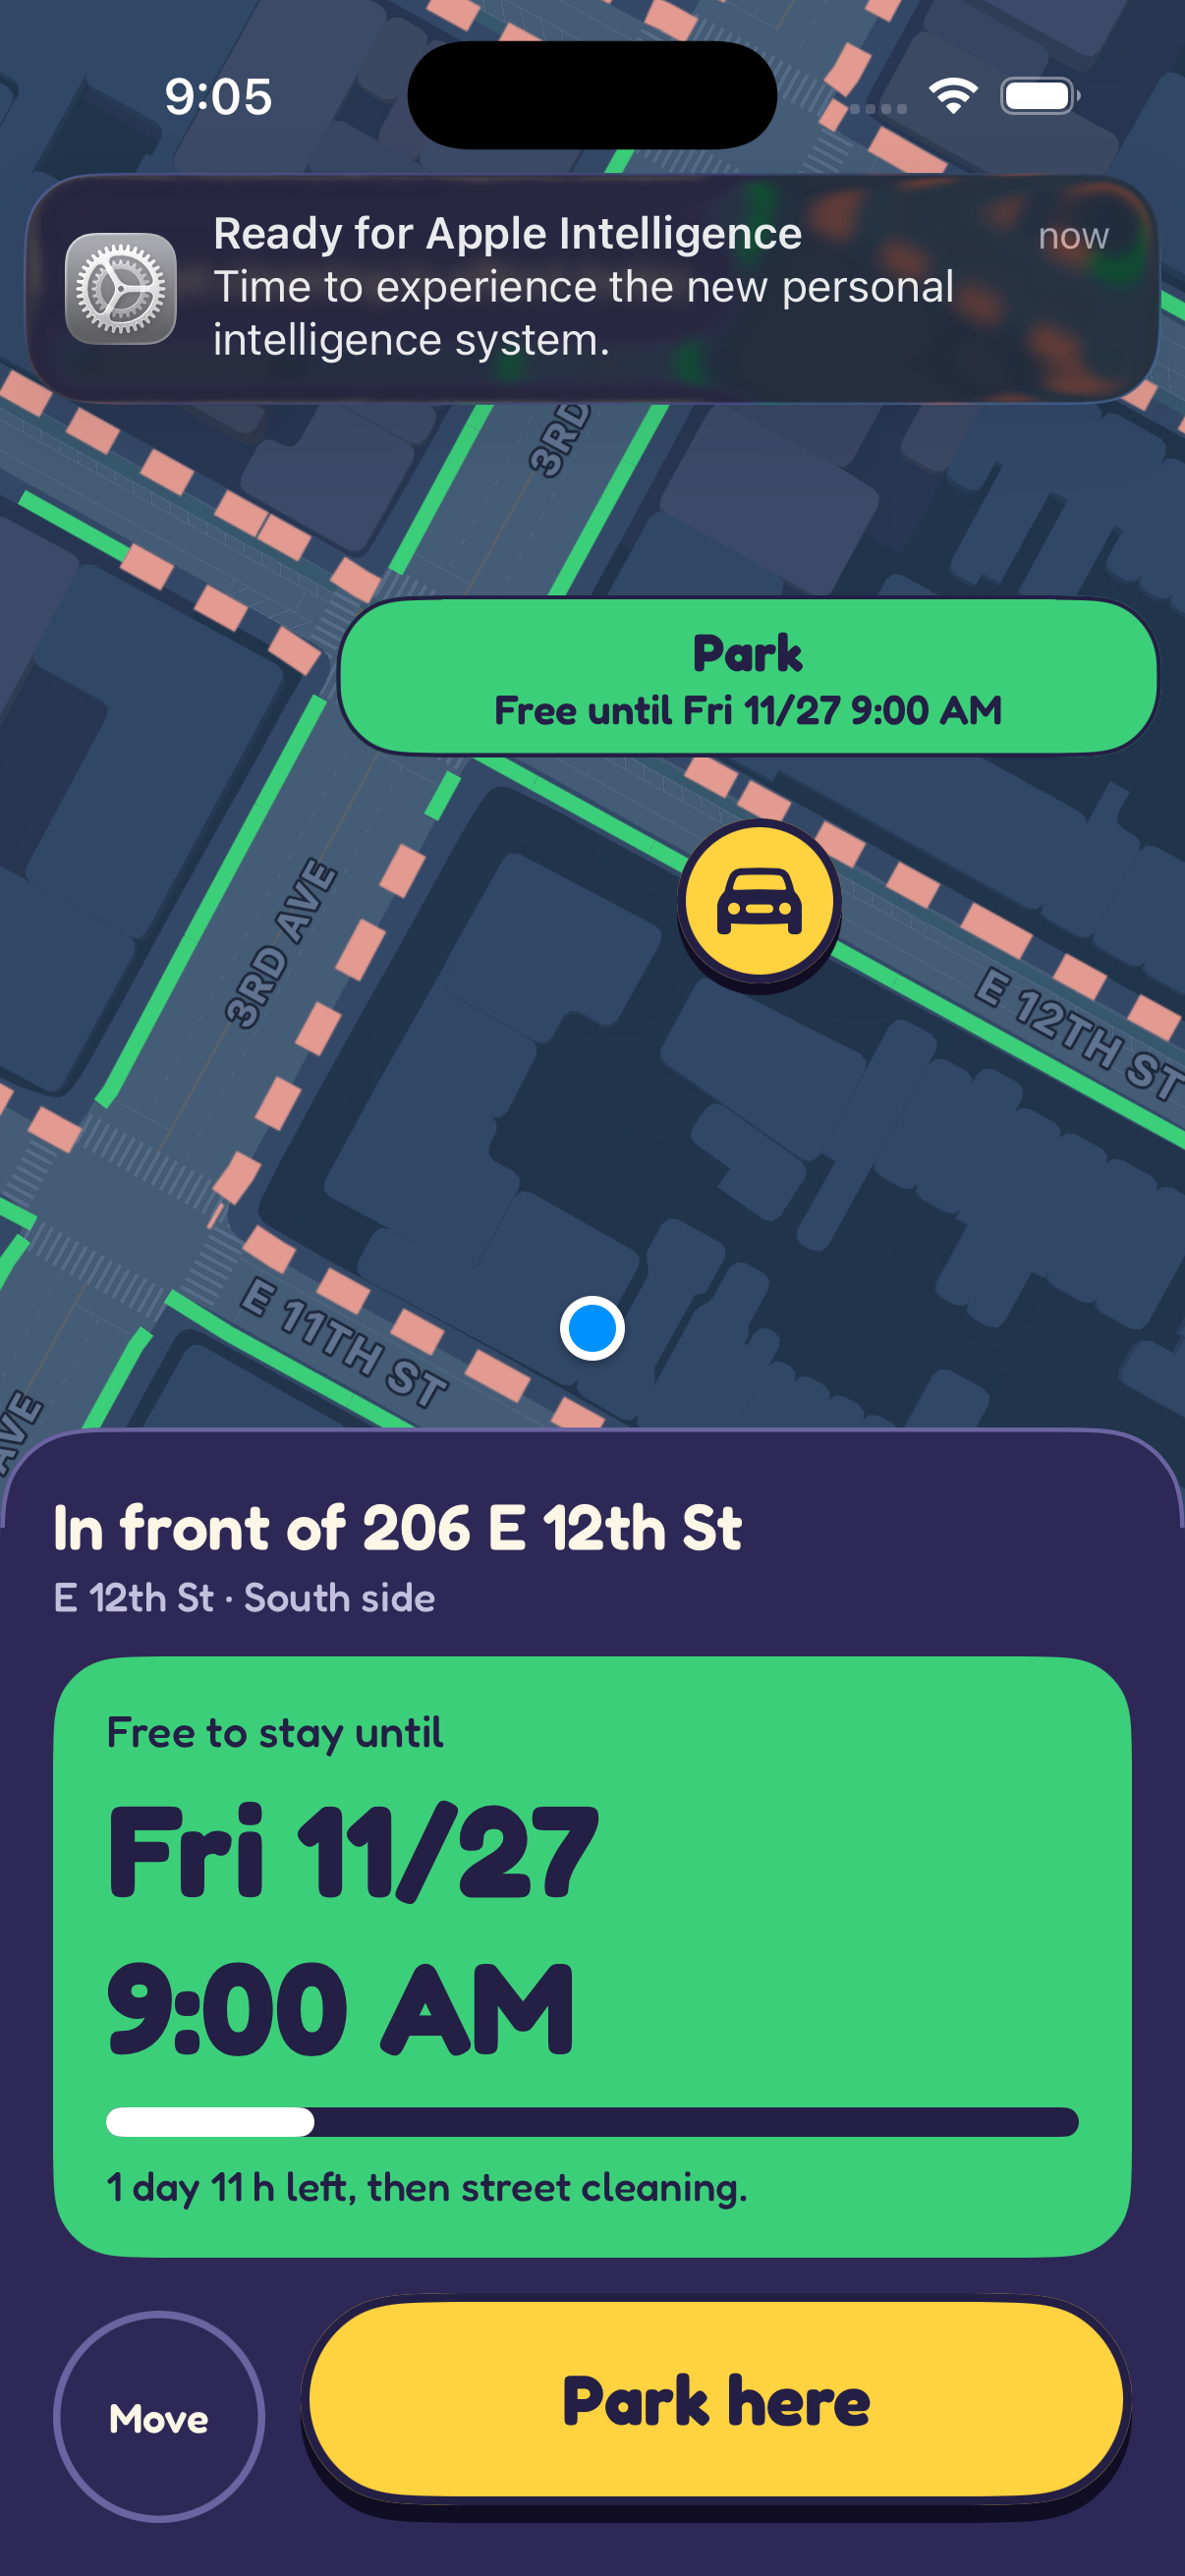 9:05
Ready for Apple Intelligence
now
Time to experience the new personal
intelligence system.
3RD
Park
Free until Fri 11/27 9:00 AM
3RD AVE
E 12TH ST
E 11TH ST
AVE
In front of 206 E 12th St
E 12th St · South side
Free to stay until
Fri 11/27
9:00 AM
1 day 11 h left, then street cleaning.
Move
Park here